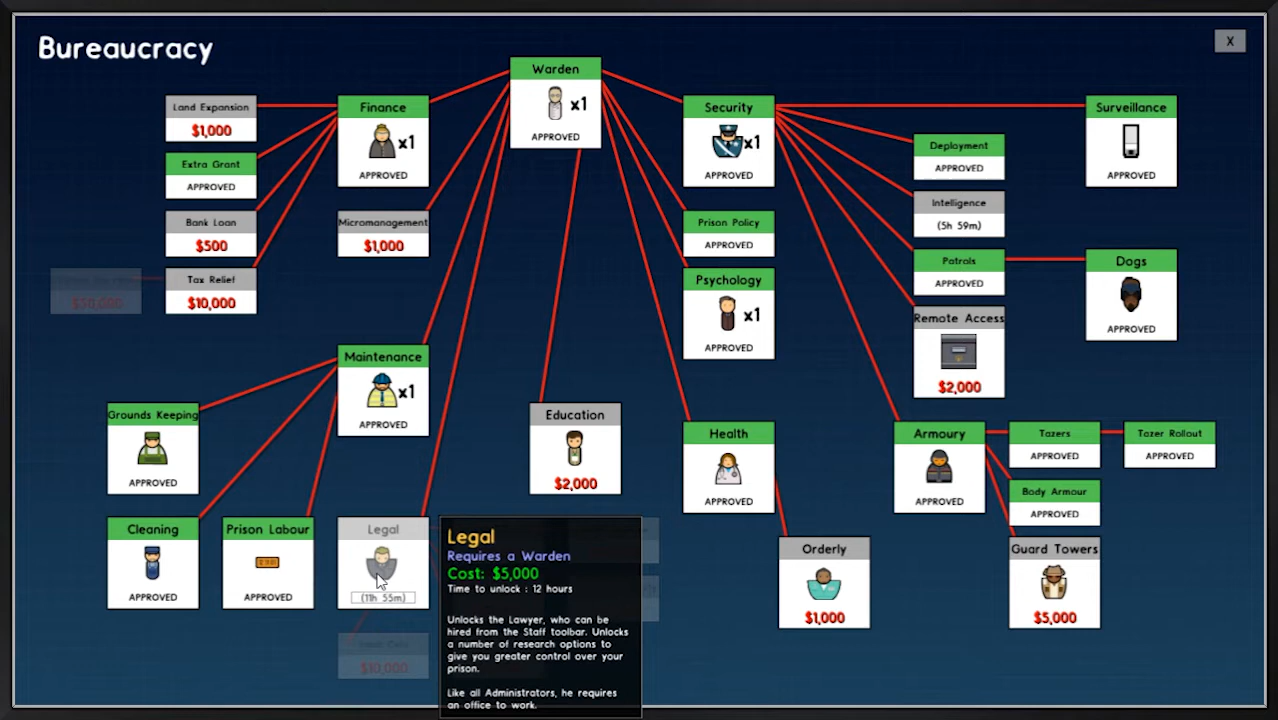 Bureaucracy
X
Warden
x1
APPROVED
Land Expansion
$1,000
Finance
x1
APPROVED
Security
x1
APPROVED
Surveillance
APPROVED
Extra Grant
APPROVED
Deployment
APPROVED
Bank Loan
$500
Micromanagement
$1,000
Prison Policy
APPROVED
Intelligence
(5h 59m)
Tax Relief
$10,000
$50,000
Psychology
x1
APPROVED
Patrols
APPROVED
Dogs
APPROVED
Remote Access
$2,000
Maintenance
x1
APPROVED
Grounds Keeping
APPROVED
Education
$2,000
Health
APPROVED
Armoury
APPROVED
Tazers
APPROVED
Tazer Rollout
APPROVED
Body Armour
APPROVED
Cleaning
APPROVED
Prison Labour
APPROVED
Legal
(11h 55m)
Legal
Requires a Warden
Cost: $5,000
Time to unlock : 12 hours
Unlocks the Lawyer, who can be
hired from the Staff toolbar. Unlocks
a number of research options to
give you greater control over your
prison.
Like all Administrators, he requires
an office to work.
Orderly
$1,000
Guard Towers
$5,000
$10,000